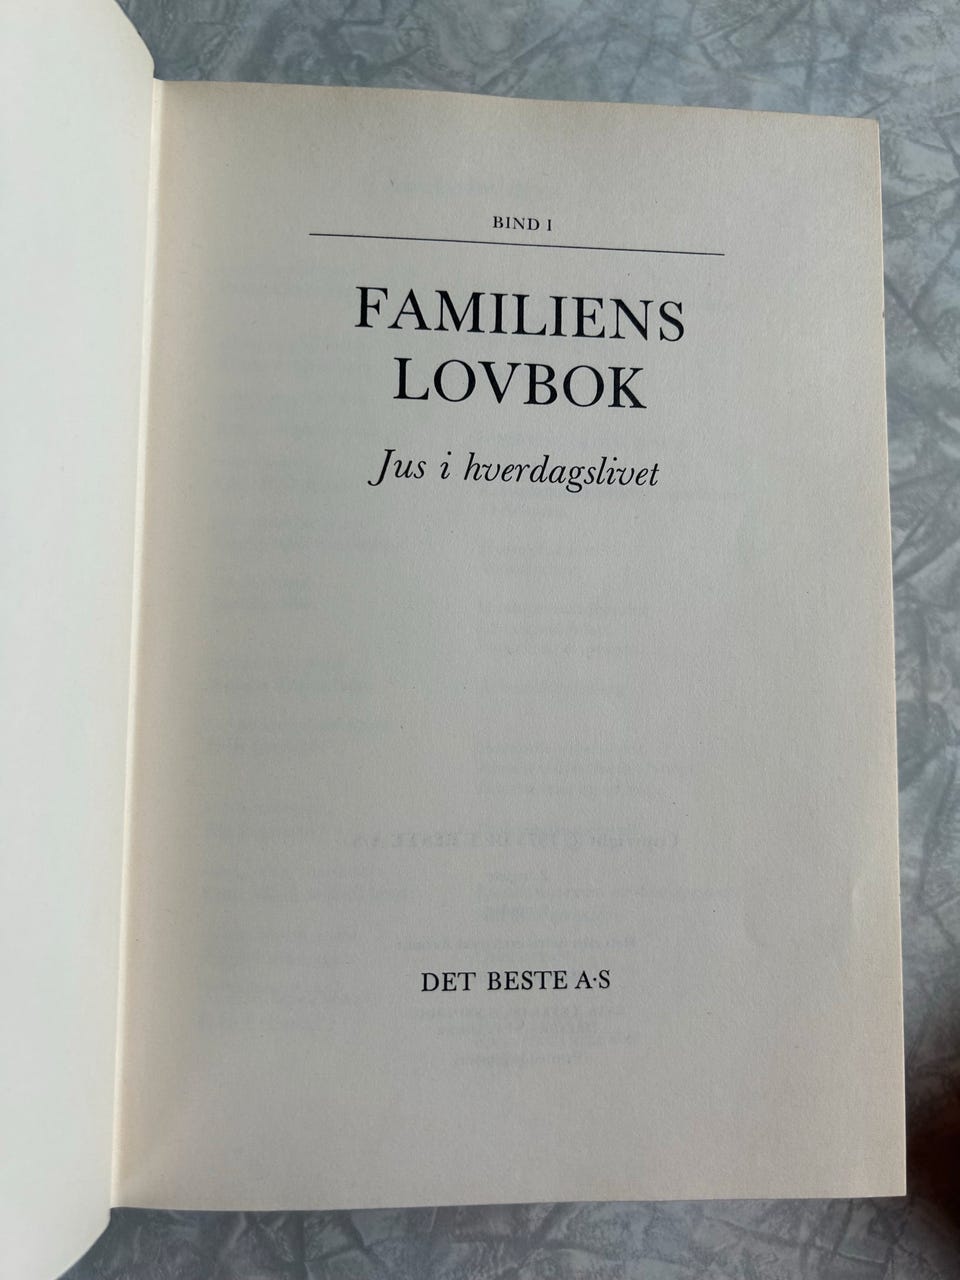 BIND I
FAMILIENS
LOVBOK
Jus i hverdagslivet
DET BESTE A·S